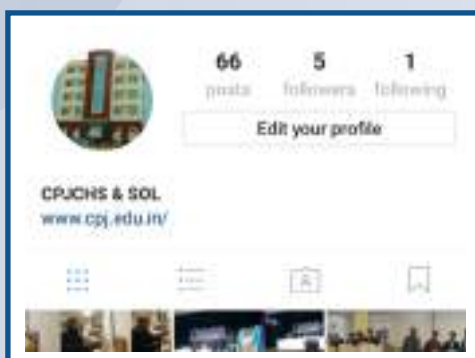 66 5 1
posts followers following
Edit your profile
CPJCHS & SOL
www.cpj.edu.in/